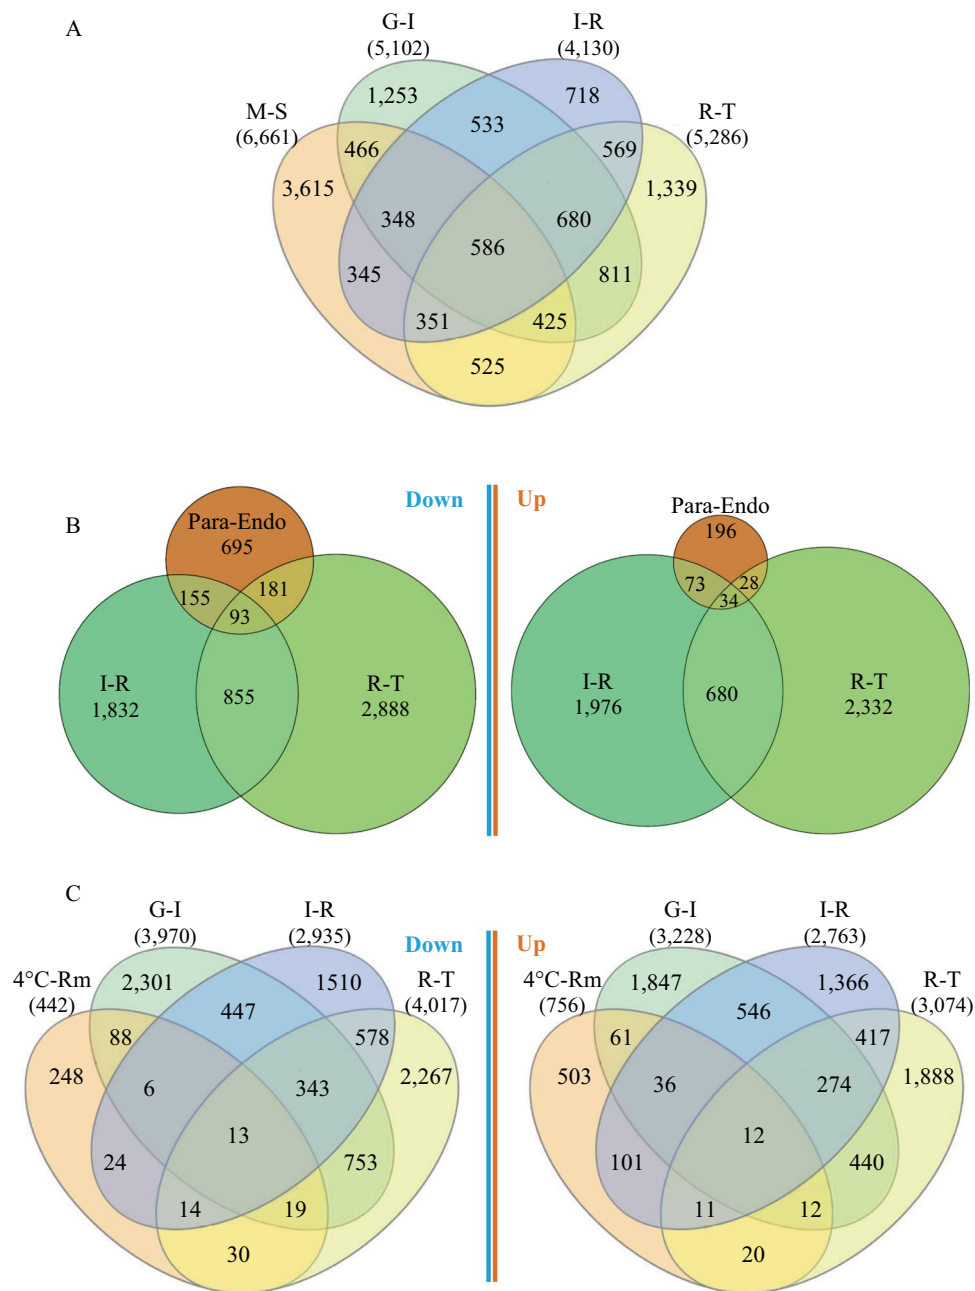 A
G-I
(5,102)
I-R
(4,130)
M-S
(6,661)
R-T
(5,286)
1,253
718
533
466
569
3,615
1,339
348
680
586
345
811
351
425
525
B
Down
Up
Para-Endo
695
155
181
93
I-R
1,832
855
R-T
2,888
Para-Endo
196
73
28
34
I-R
1,976
680
R-T
2,332
C
Down
Up
G-I
(3,970)
I-R
(2,935)
4°C-Rm
(442)
R-T
(4,017)
2,301
1510
447
88
578
248
2,267
6
343
13
24
753
14
19
30
G-I
(3,228)
I-R
(2,763)
4°C-Rm
(756)
R-T
(3,074)
1,847
1,366
546
61
417
503
1,888
36
274
12
101
440
11
12
20